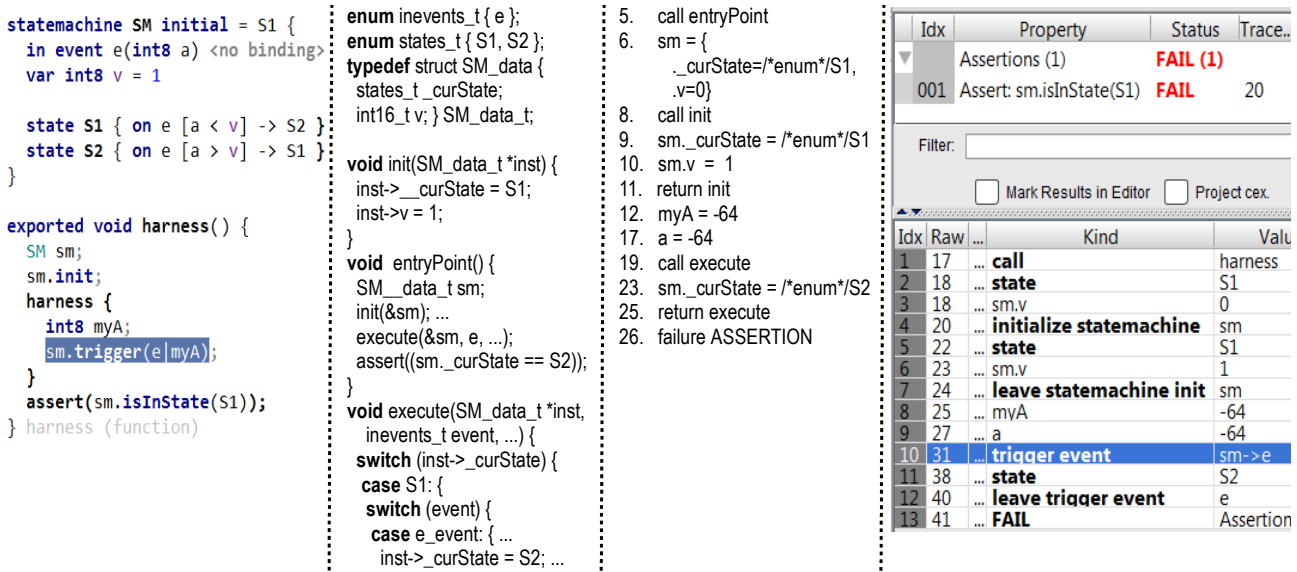 statemachine SM initial = S1 {
in event e(int8 a) <no binding>
var int8 v = 1
state S1 { on e [a < v] -> S2 }
state S2 { on e [a > v] -> S1 }
}
exported void harness() {
SM sm;
sm.init;
harness {
int8 myA;
sm.trigger(e|myA);
}
assert(sm.isInState(S1));
} harness (function)
enum inevents_t { e };
enum states_t { S1, S2 };
typedef struct SM_data {
states_t _curState;
int16_t v; } SM_data_t;
void init(SM_data_t *inst) {
inst->__curState = S1;
inst->v = 1;
}
void entryPoint() {
SM__data_t sm;
init(&sm); ...
execute(&sm, e, ...);
assert((sm._curState == S2));
}
void execute(SM_data_t *inst,
inevents_t event, ...) {
switch (inst->_curState) {
case S1: {
switch (event) {
case e_event: { ...
inst->_curState = S2; ...
5. call entryPoint
6. sm = {
._curState=/*enum*/S1,
.v=0}
8. call init
9. sm._curState = /*enum*/S1
10. sm.v = 1
11. return init
12. myA = -64
17. a = -64
19. call execute
23. sm._curState = /*enum*/S2
25. return execute
26. failure ASSERTION
Idx Property Status Trace...
Assertions (1) FAIL (1)
001 Assert: sm.isInState(S1) FAIL 20
Filter:
Mark Results in Editor Project cex.
Idx Raw ... Kind Valu
1 17 ... call harness
2 18 ... state S1
3 18 ... sm.v 0
4 20 ... initialize statemachine sm
5 22 ... state S1
6 23 ... sm.v 1
7 24 ... leave statemachine init sm
8 25 ... myA -64
9 27 ... a -64
10 31 ... trigger event sm->e
11 38 ... state S2
12 40 ... leave trigger event e
13 41 ... FAIL Assertion